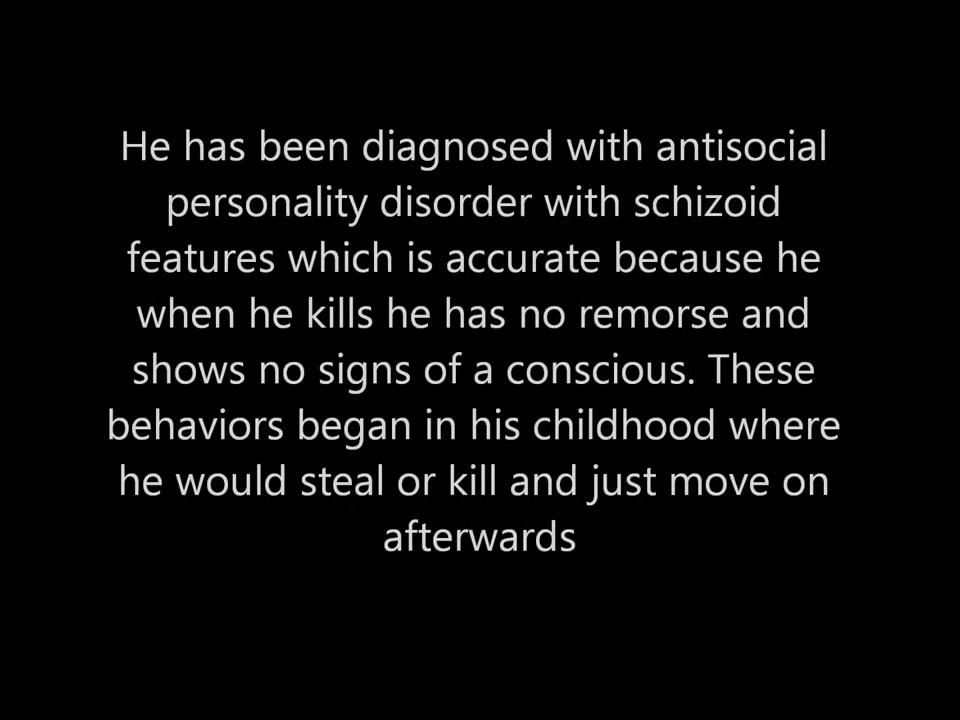 He has been diagnosed with antisocial
personality disorder with schizoid
features which is accurate because he
when he kills he has no remorse and
shows no signs of a conscious. These
behaviors began in his childhood where
he would steal or kill and just move on
afterwards